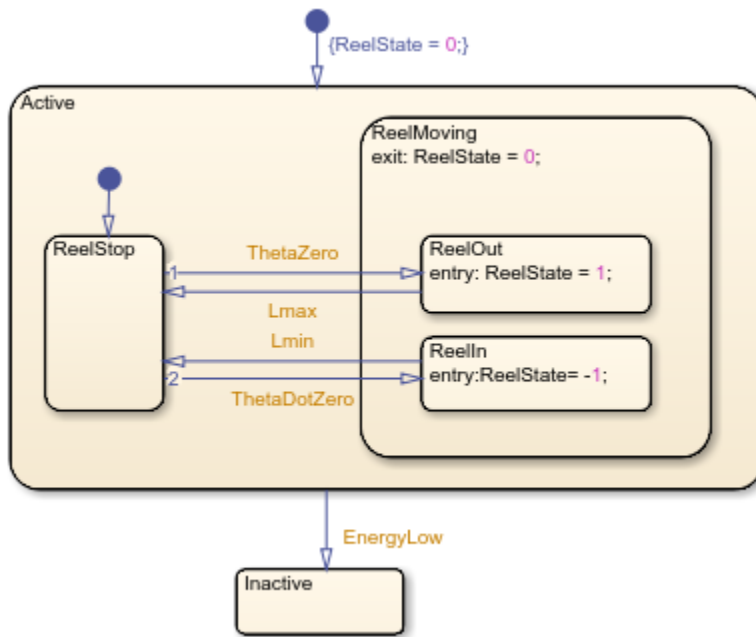 {ReelState = 0;}
Active
ReelMoving
exit: ReelState = 0;
ReelStop
ThetaZero
1
ReelOut
entry: ReelState = 1;
Lmax
Lmin
ReelIn
entry:ReelState= -1;
2
ThetaDotZero
EnergyLow
Inactive